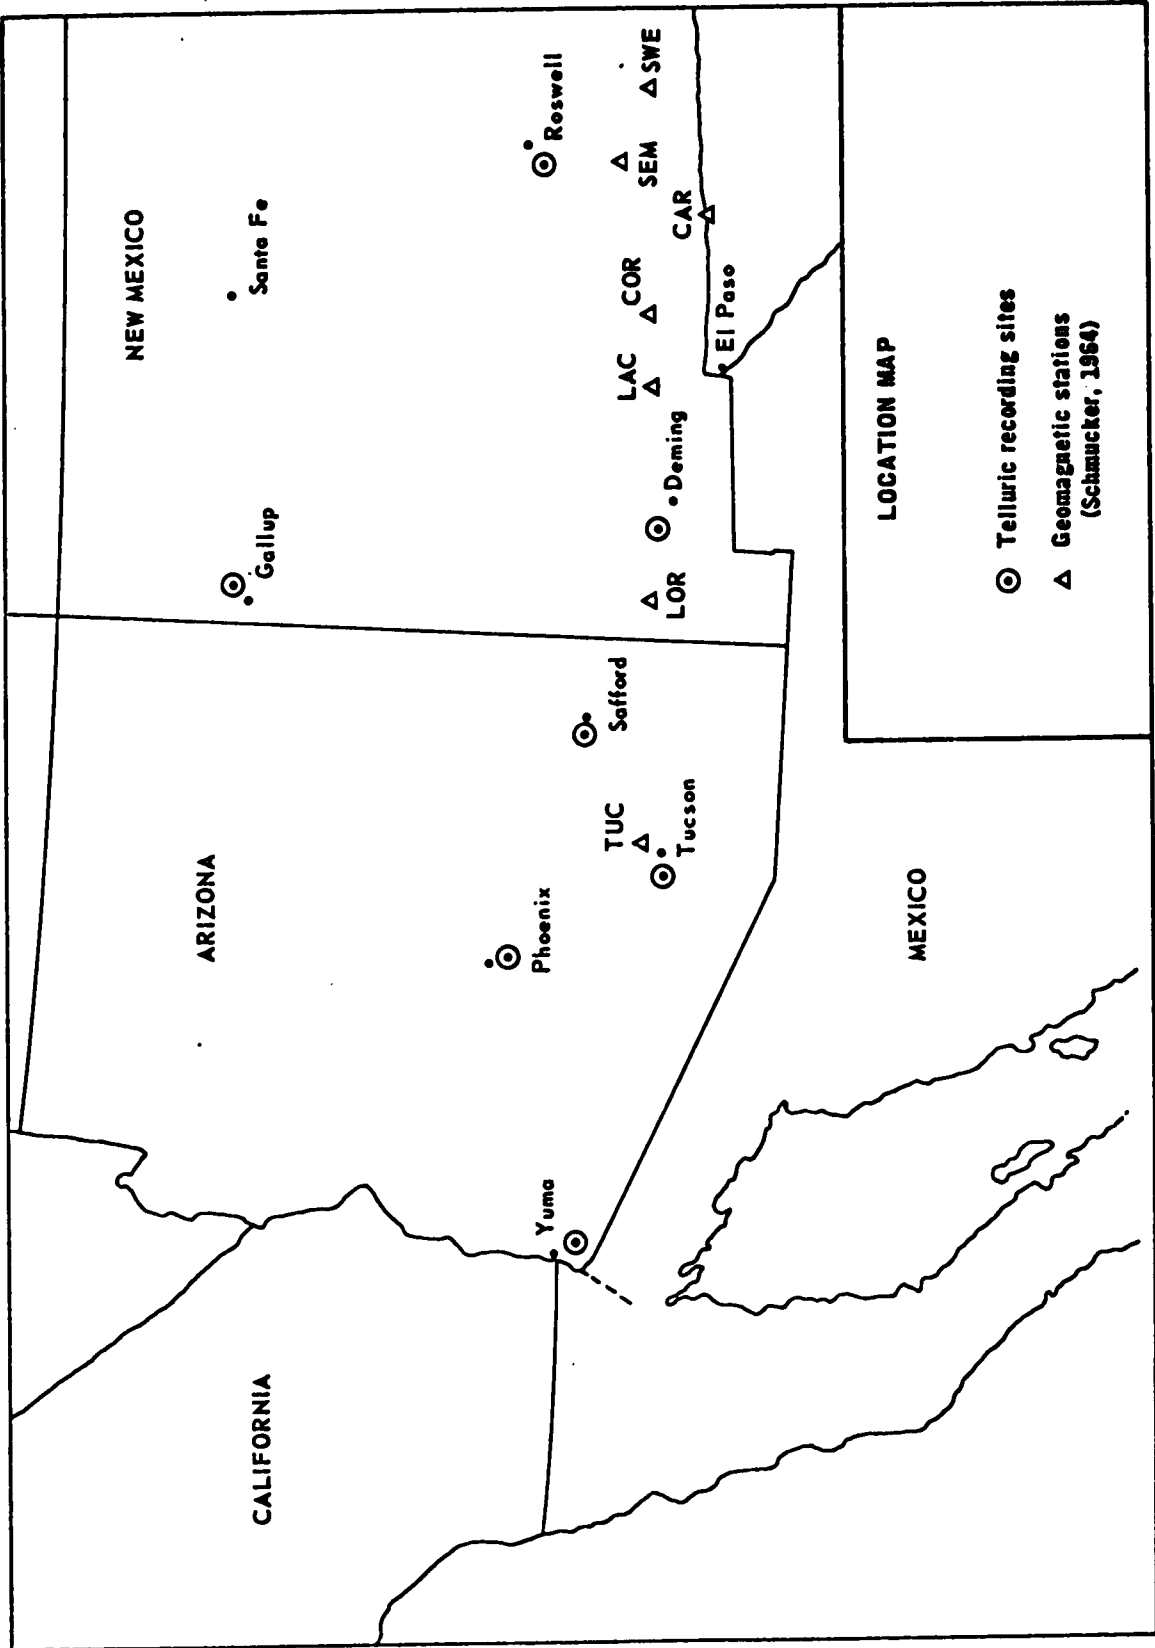 CALIFORNIA
ARIZONA
NEW MEXICO
Gallup
Santa Fe
Yuma
Phoenix
Roswell
TUC
Tucson
Safford
LOR
Deming
LAC
COR
CAR
SEM
SWE
El Paso
MEXICO
LOCATION MAP
Telluric recording sites
Geomagnetic stations
(Schmucker, 1964)